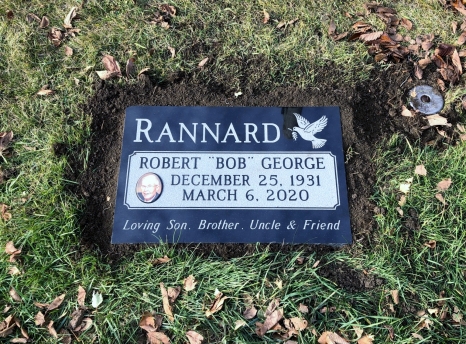 RANNARD
ROBERT "BOB" GEORGE
DECEMBER 25, 1931
MARCH 6, 2020
Loving Son, Brother, Uncle & Friend